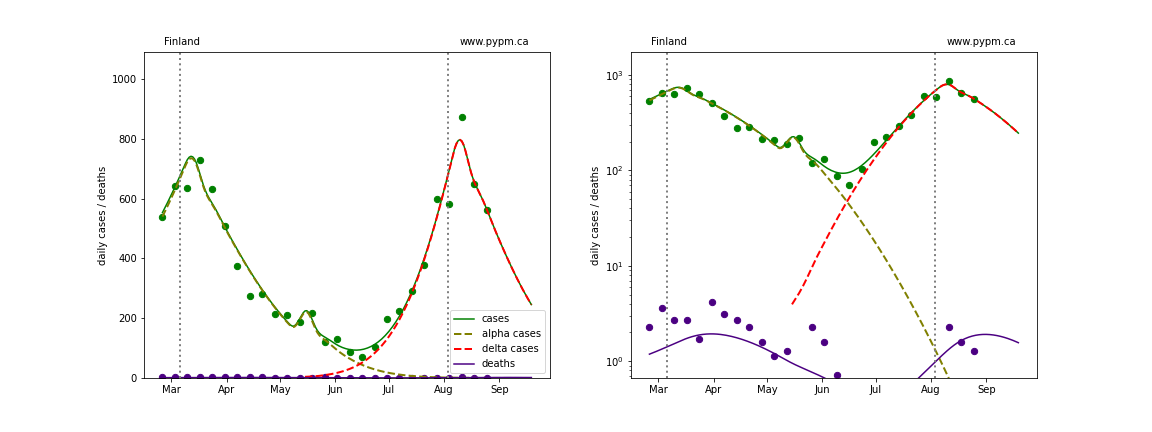 Finland www.pypm.ca
1000
800
600
400
200
0
daily cases / deaths
cases
alpha cases
delta cases
deaths
Mar Apr May Jun Jul Aug Sep
Finland www.pypm.ca
10³
10²
10¹
10⁰
daily cases / deaths
Mar Apr May Jun Jul Aug Sep